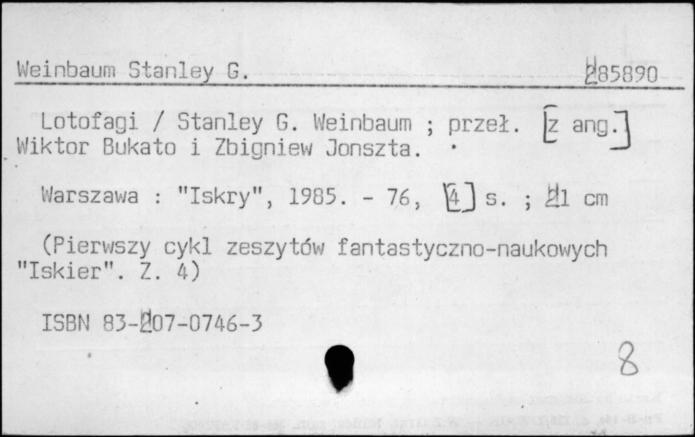 Weinbaum Stanley G. 285890
Lotofagi / Stanley G. Weinbaum ; przeł. [z ang.]
Wiktor Bukato i Zbigniew Jonszta.
Warszawa : "Iskry", 1985. - 76, [4] s. ; 21 cm
(Pierwszy cykl zeszytów fantastyczno-naukowych
"Iskier". Z. 4)
ISBN 83-207-0746-3
8